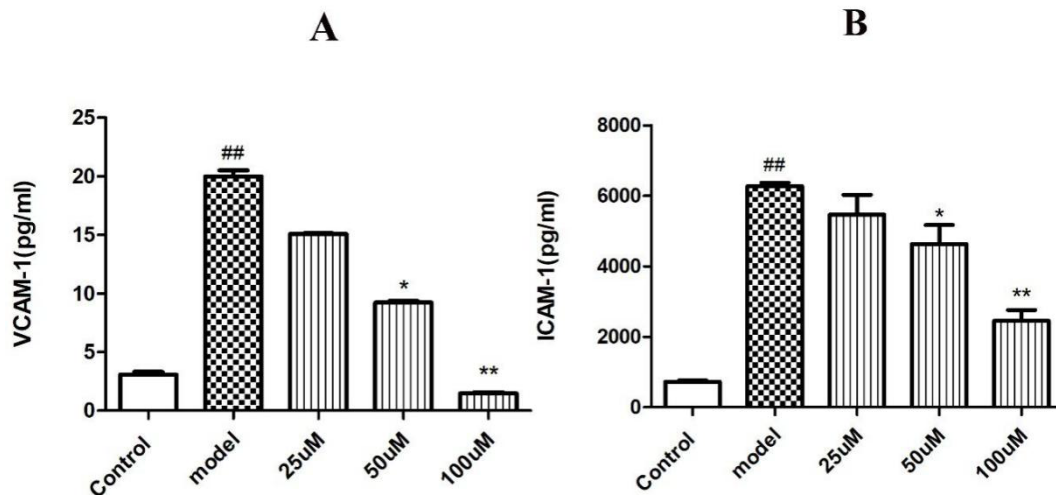 A
VCAM-1(pg/ml)
25
20
15
10
5
0
##
*
**
Control
model
25uM
50uM
100uM
B
ICAM-1(pg/ml)
8000
6000
4000
2000
0
##
*
**
Control
model
25uM
50uM
100uM